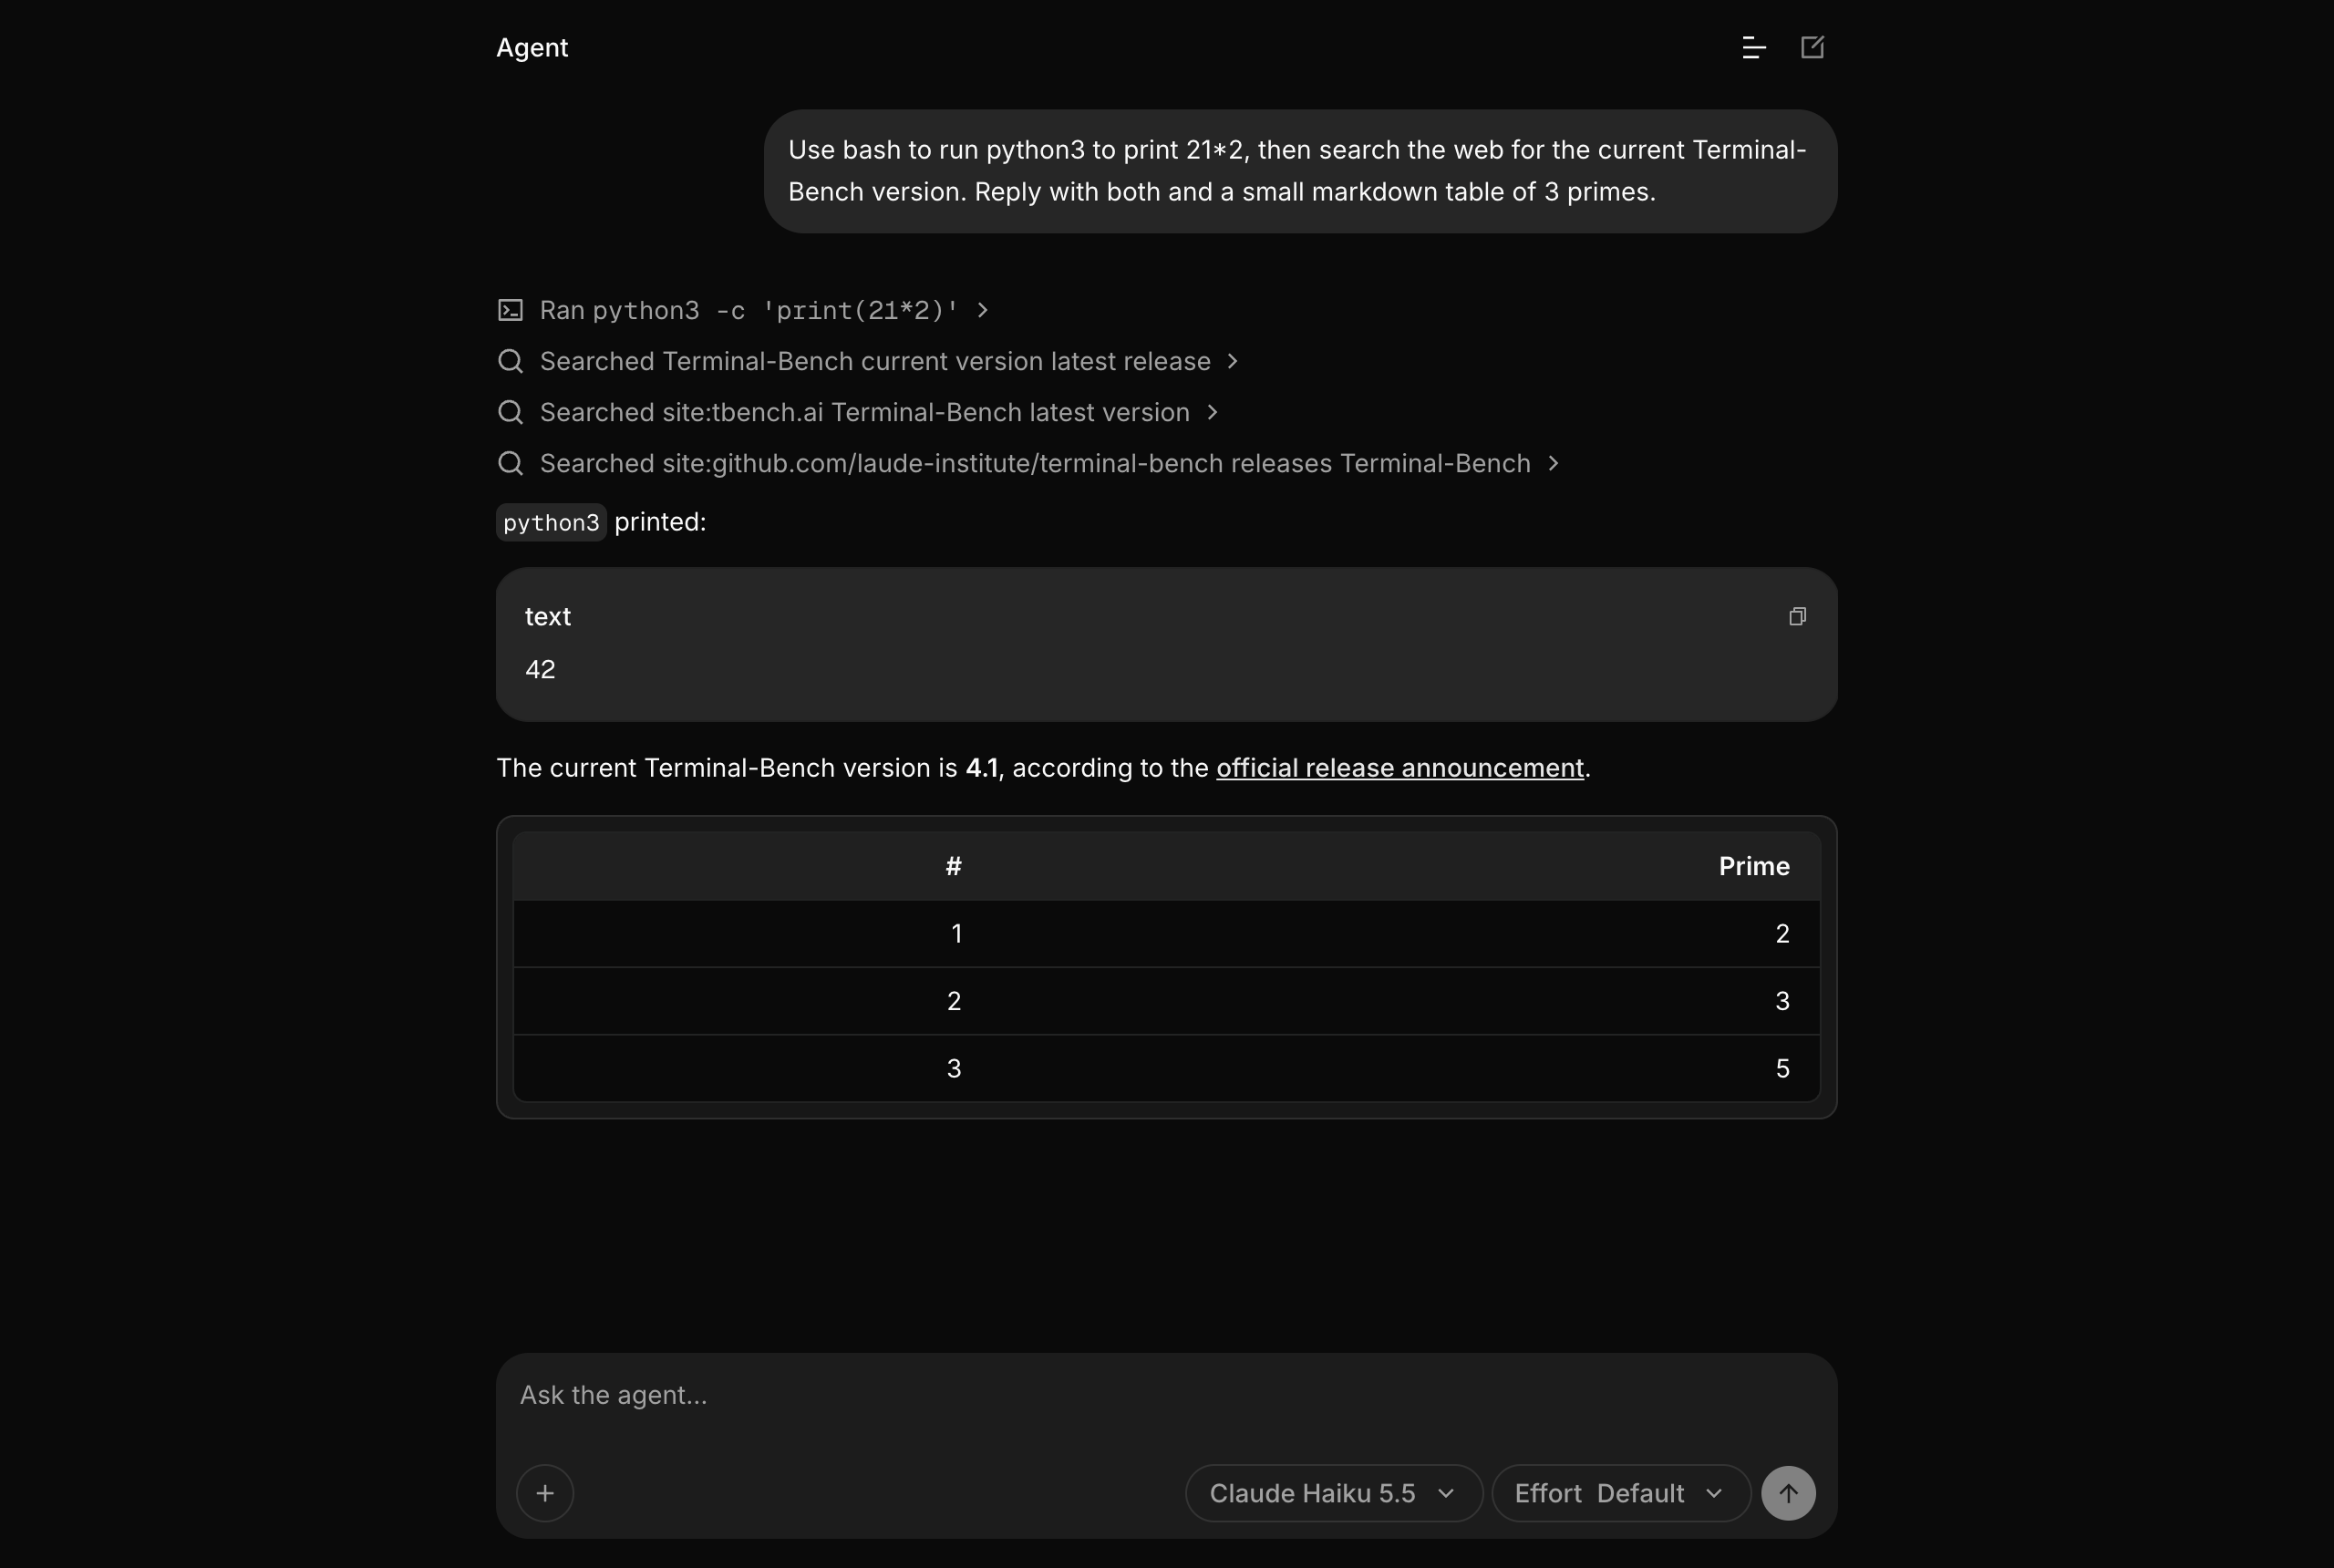 Agent
Use bash to run python3 to print 21*2, then search the web for the current Terminal-
Bench version. Reply with both and a small markdown table of 3 primes.
Ran python3 -c 'print(21*2)'
Searched Terminal-Bench current version latest release
Searched site:tbench.ai Terminal-Bench latest version
Searched site:github.com/laude-institute/terminal-bench releases Terminal-Bench
python3 printed:
text
42
The current Terminal-Bench version is 4.1, according to the official release announcement.
# Prime
1 2
2 3
3 5
Ask the agent...
Claude Haiku 5.5 Effort Default